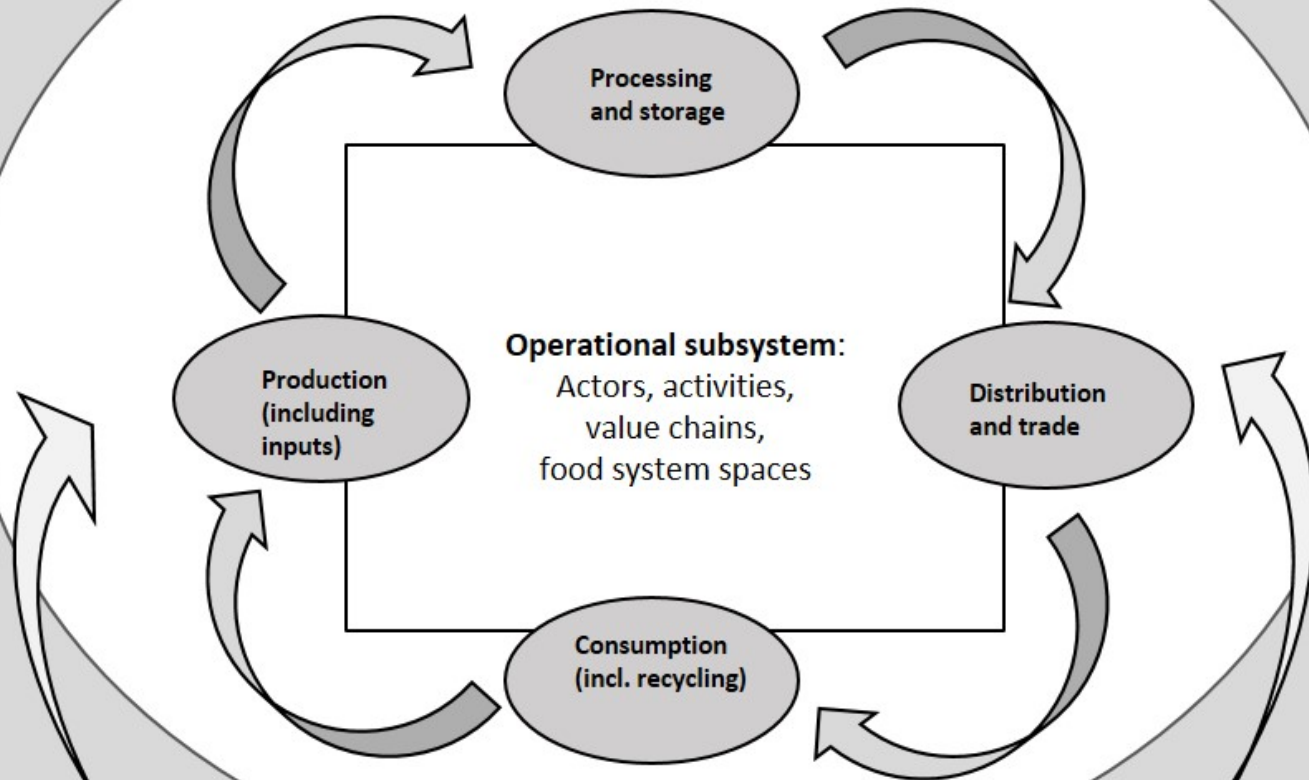 Processing
and storage
Production
(including
inputs)
Operational subsystem:
Actors, activities,
value chains,
food system spaces
Distribution
and trade
Consumption
(incl. recycling)